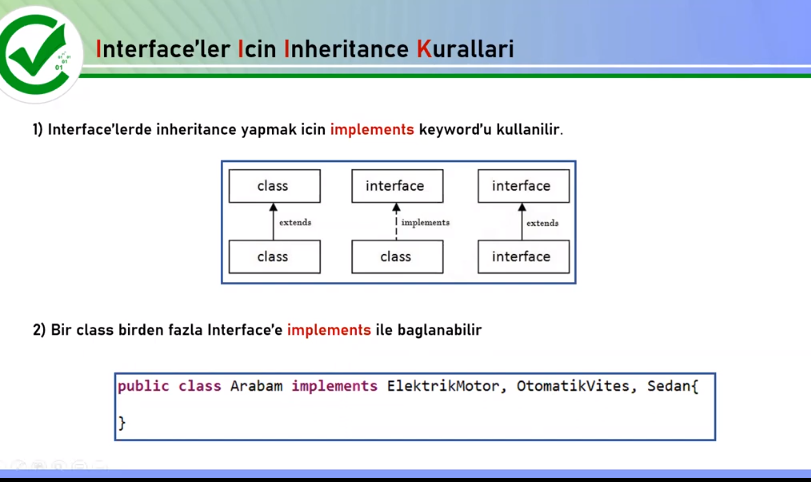 Interface'ler Icin Inheritance Kurallari
01
1) Interface'lerde inheritance yapmak icin implements keyword'u kullanilir.
class interface interface
extends implements extends
class class interface
2) Bir class birden fazla Interface'e implements ile baglanabilir
public class Arabam implements ElektrikMotor, OtomatikVites, Sedan{
}